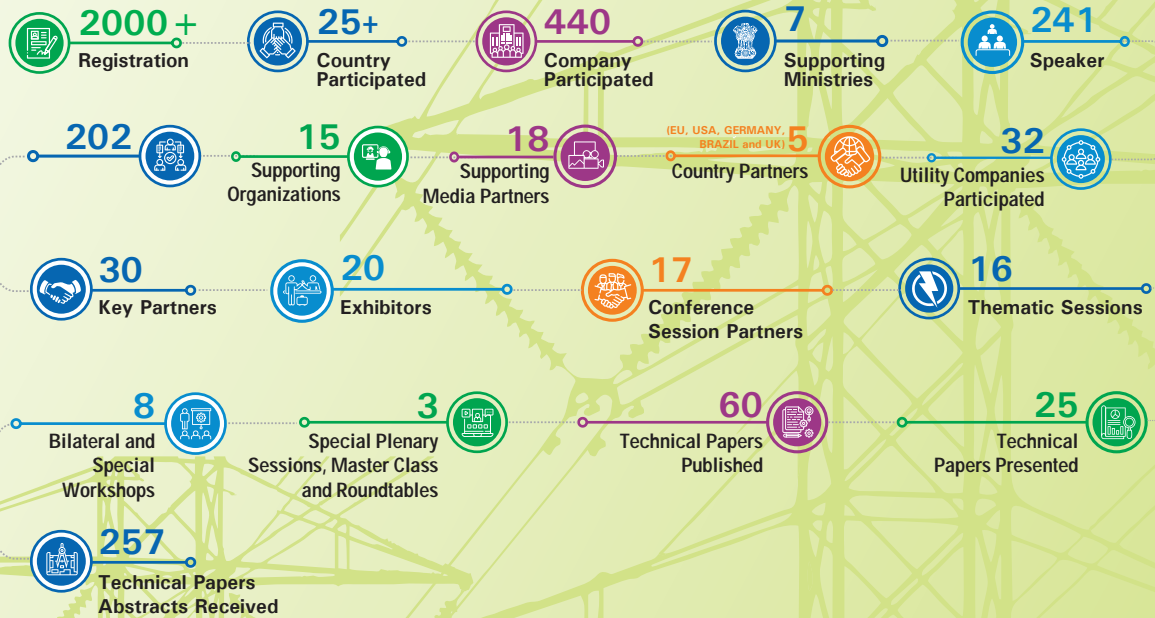 2000+
Registration
25+
Country
Participated
440
Company
Participated
7
Supporting
Ministries
241
Speaker
202
15
Supporting
Organizations
18
Supporting
Media Partners
(EU, USA, GERMANY,
BRAZIL and UK) 5
Country Partners
32
Utility Companies
Participated
30
Key Partners
20
Exhibitors
17
Conference
Session Partners
16
Thematic Sessions
8
Bilateral and
Special
Workshops
3
Special Plenary
Sessions, Master Class
and Roundtables
60
Technical Papers
Published
25
Technical
Papers Presented
257
Technical Papers
Abstracts Received